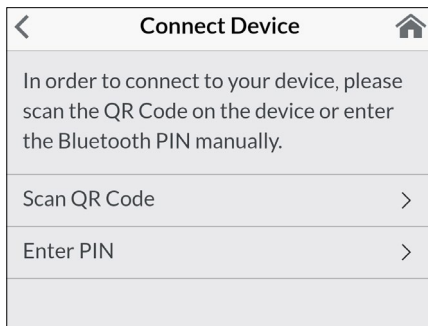 Connect Device
In order to connect to your device, please
scan the QR Code on the device or enter
the Bluetooth PIN manually.
Scan QR Code
Enter PIN